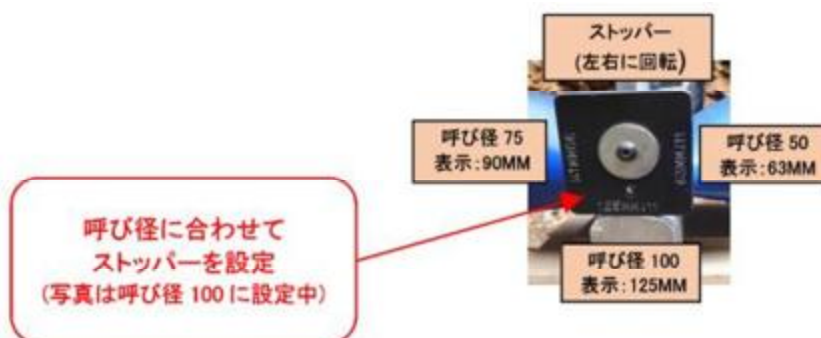 ストッパー
(左右に回転)
呼び径 75
表示:90MM
呼び径 50
表示:63MM
呼び径に合わせて
ストッパーを設定
(写真は呼び径 100 に設定中)
呼び径 100
表示:125MM